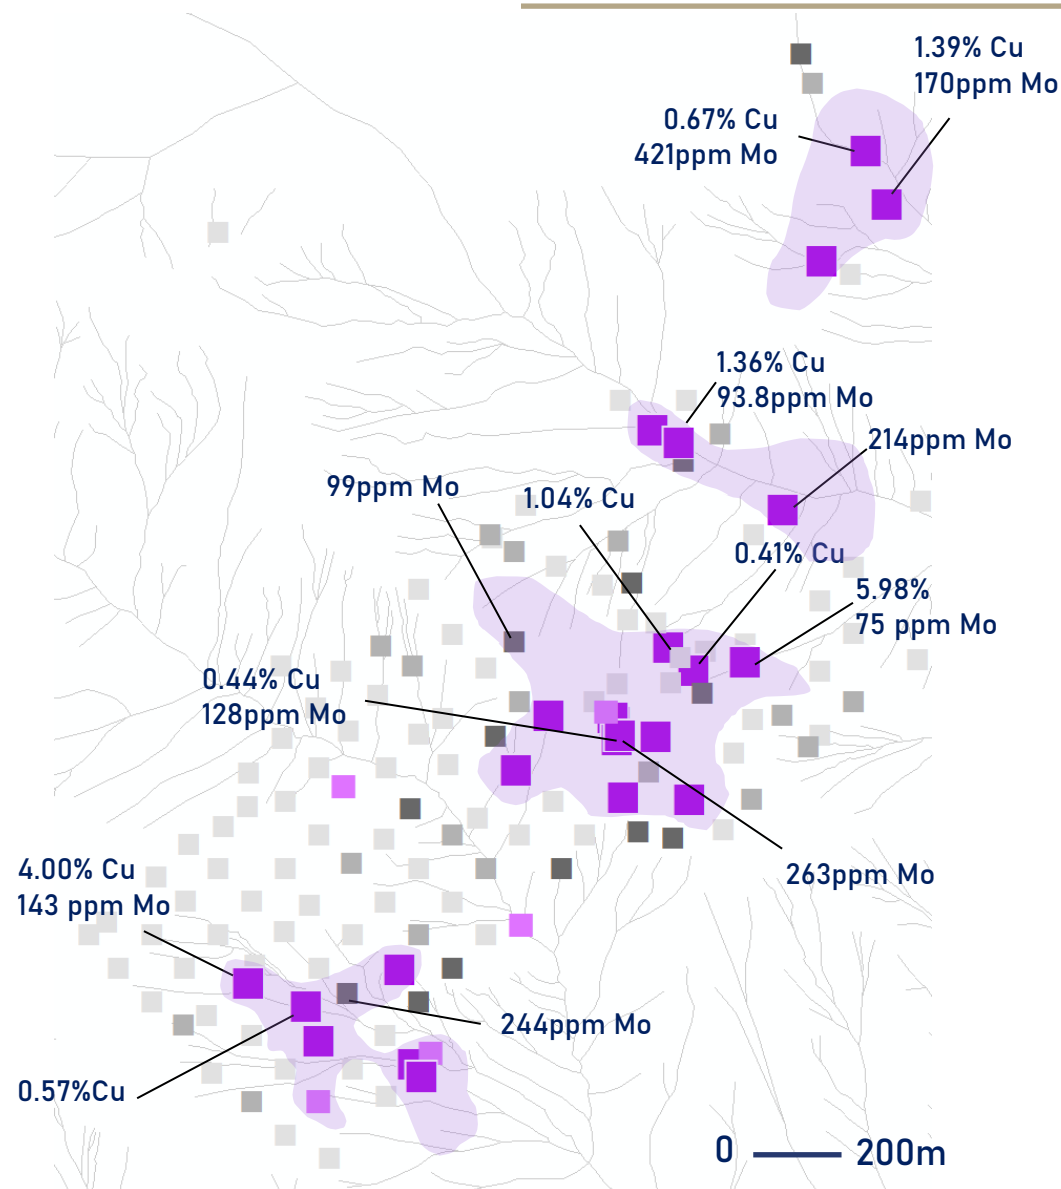 1.39% Cu
170ppm Mo
0.67% Cu
421ppm Mo
1.36% Cu
93.8ppm Mo
214ppm Mo
99ppm Mo
1.04% Cu
0.41% Cu
5.98%
75 ppm Mo
0.44% Cu
128ppm Mo
263ppm Mo
4.00% Cu
143 ppm Mo
244ppm Mo
0.57%Cu
0 200m